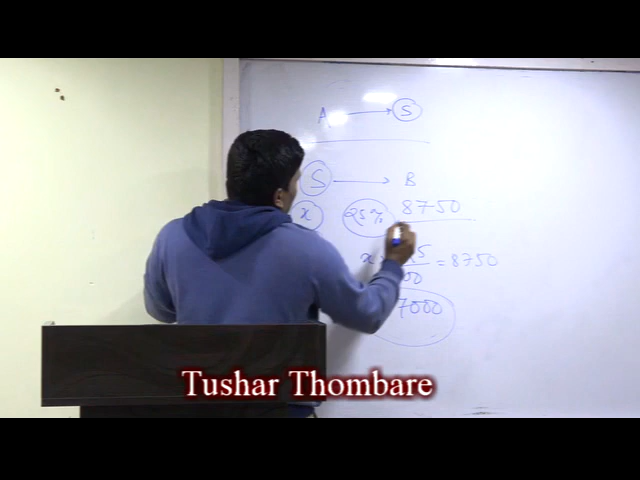 A → S
S → B
x 25% 8750
x = 8750
7000
Tushar Thombare